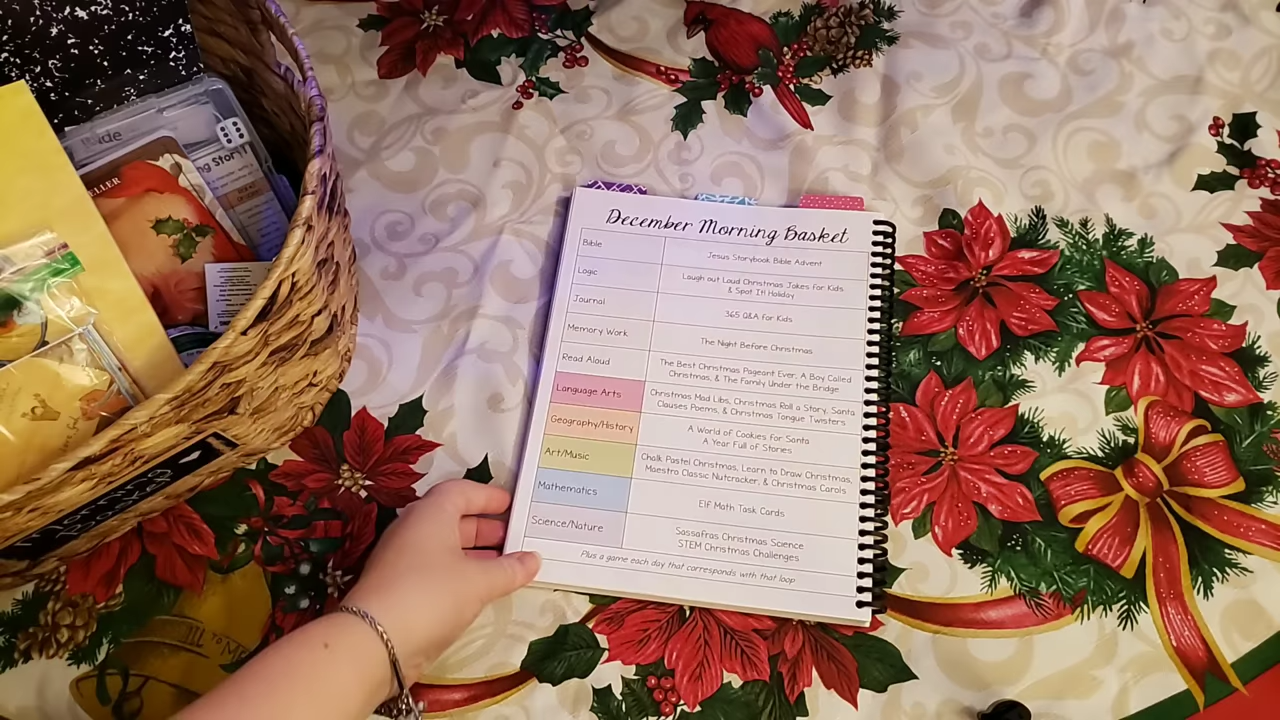 December Morning Basket
Bible
Jesus Storybook Bible Advent
Logic
Laugh out Loud Christmas Jokes for Kids
& Spot It! Holiday
Journal
365 Q&A for Kids
Memory Work
The Night Before Christmas
Read Aloud
The Best Christmas Pageant Ever, A Boy Called
Christmas, & The Family Under the Bridge
Language Arts
Christmas Mad Libs, Christmas Roll a Story, Santa
Clauses Poems, & Christmas Tongue Twisters
Geography/History
A World of Cookies for Santa
A Year Full of Stories
Art/Music
Chalk Pastel Christmas, Learn to Draw Christmas,
Maestro Classic Nutcracker, & Christmas Carols
Mathematics
Elf Math Task Cards
Science/Nature
Sassafras Christmas Science
STEM Christmas Challenges
Plus a game each day that corresponds with that loop
Morning
Basket